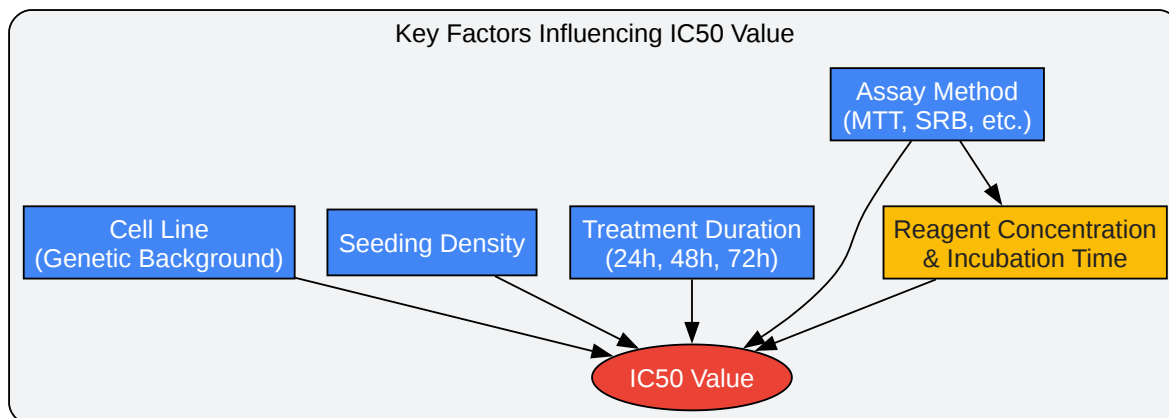 Key Factors Influencing IC50 Value
Assay Method
(MTT, SRB, etc.)
Cell Line
(Genetic Background)
Seeding Density
Treatment Duration
(24h, 48h, 72h)
Reagent Concentration
& Incubation Time
IC50 Value